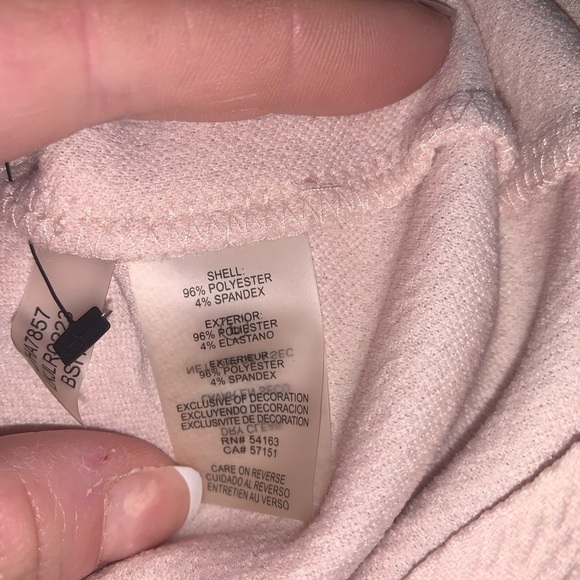 SHELL:
96% POLYESTER
4% SPANDEX
EXTERIOR:
96% POLIESTER
4% ELASTANO
EXTERIEUR:
96% POLYESTER
4% SPANDEX
EXCLUSIVE OF DECORATION
EXCLUYENDO DECORACION
EXCLUSIVITE DE DECORATION
RN# 54163
CA# 57151
CARE ON REVERSE
CUIDADO AL REVERSO
ENTRETIEN AU VERSO